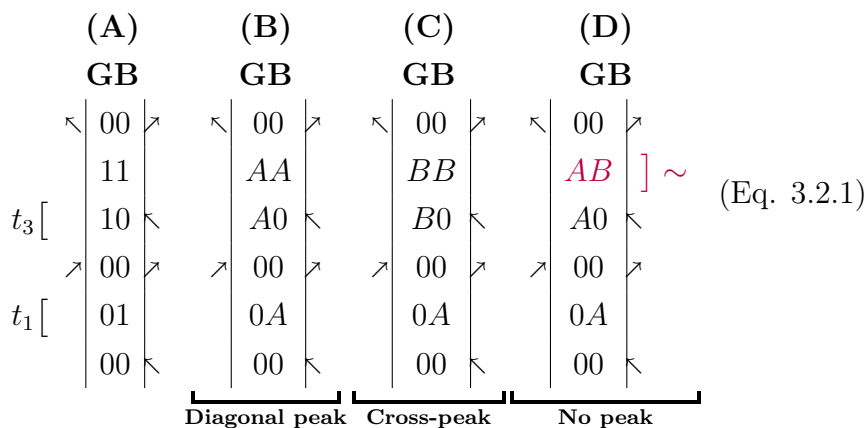 (A) (B) (C) (D)
GB GB GB GB
↖ 00 ↗ ↖ 00 ↗ ↖ 00 ↗ ↖ 00 ↗
11 AA BB AB ] ∼ (Eq. 3.2.1)
t₃[ 10 ↖ A0 ↖ B0 ↖ A0 ↖
↗ 00 ↗ ↗ 00 ↗ ↗ 00 ↗ ↗ 00 ↗
t₁[ 01 0A 0A 0A
00 ↖ 00 ↖ 00 ↖ 00 ↖
Diagonal peak Cross-peak No peak